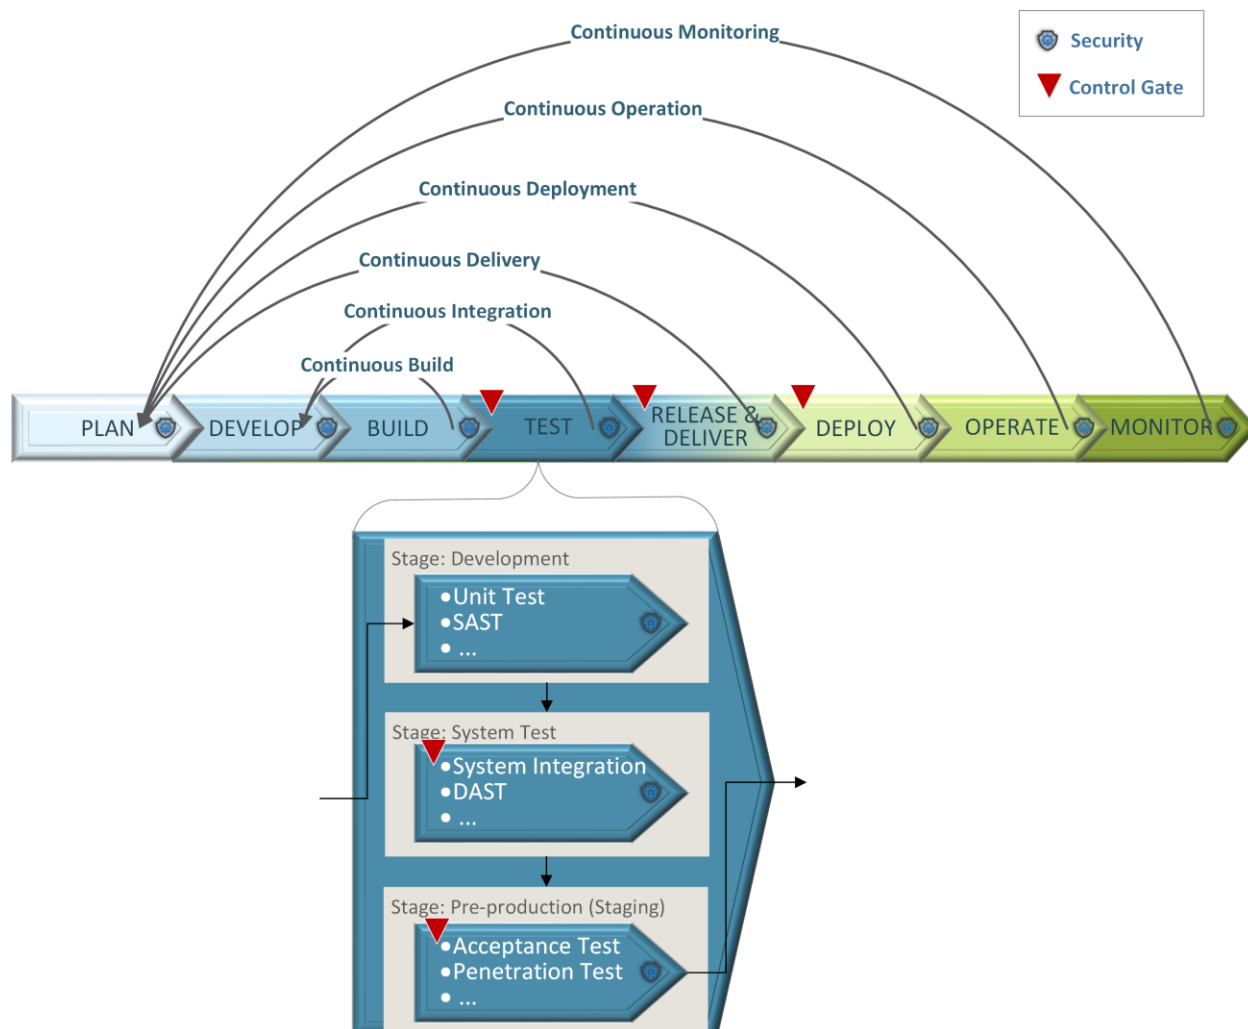 Continuous Monitoring
Security
Control Gate
Continuous Operation
Continuous Deployment
Continuous Delivery
Continuous Integration
Continuous Build
PLAN
DEVELOP
BUILD
TEST
RELEASE &
DELIVER
DEPLOY
OPERATE
MONITOR
Stage: Development
•Unit Test
•SAST
• ...
Stage: System Test
•System Integration
•DAST
• ...
Stage: Pre-production (Staging)
•Acceptance Test
•Penetration Test
• ...